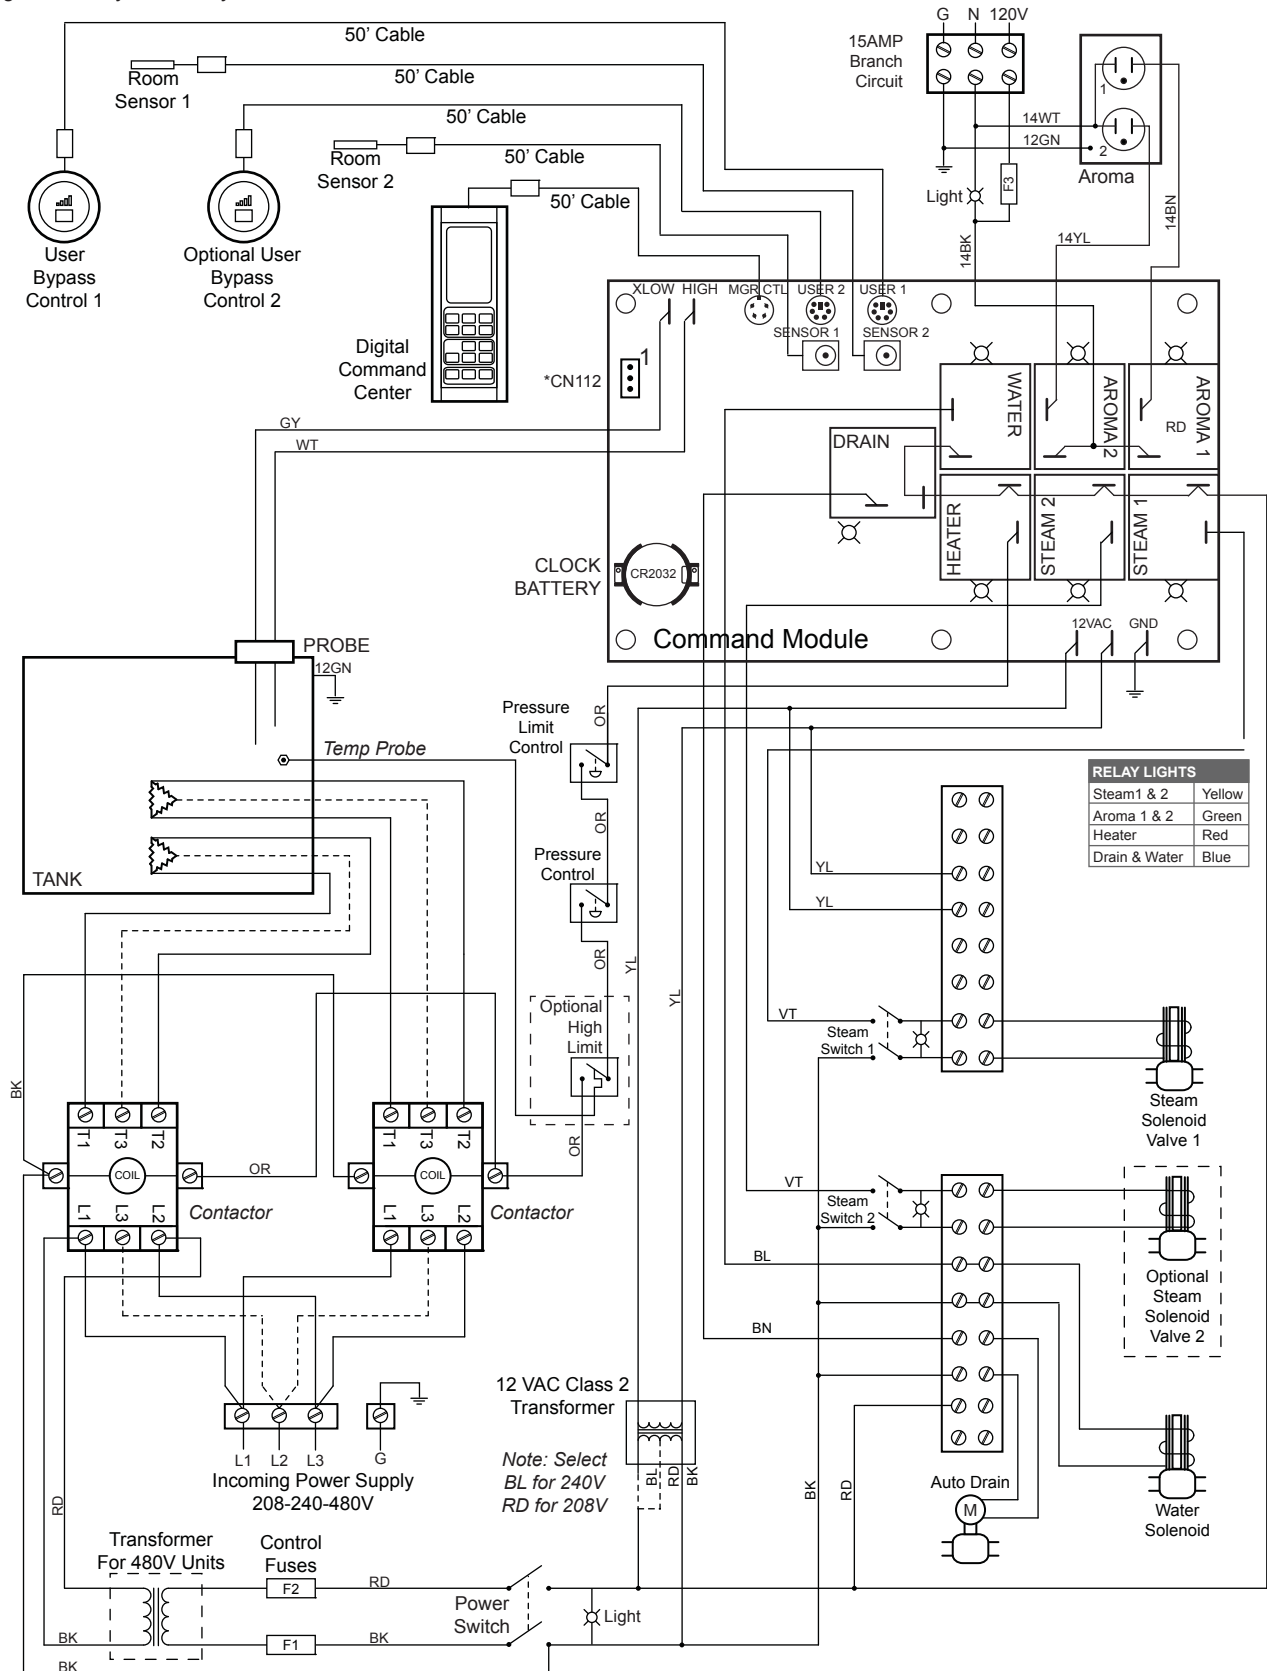 50’ Cable
G N 120V
15AMP
Branch
Circuit
50’ Cable
Room
Sensor 1
1
50’ Cable
14WT
12GN
2
Room
Sensor 2
50’ Cable
Aroma
50’ Cable
Light
F3
14BK
14YL
14BN
User
Bypass
Control 1
Optional User
Bypass
Control 2
XLOW HIGH MGR CTL USER 2 USER 1
SENSOR 1 SENSOR 2
Digital
Command
Center
1
*CN112
GY
WT
WATER
AROMA 2
AROMA 1
RD
DRAIN
HEATER
STEAM 2
STEAM 1
CLOCK
BATTERY
CR2032
12VAC GND
Command Module
PROBE
12GN
Temp Probe
TANK
Pressure
Limit
Control
OR
OR
Pressure
Control
OR
YL
YL
Optional
High
Limit
OR
RELAY LIGHTS
Steam1 & 2 Yellow
Aroma 1 & 2 Green
Heater Red
Drain & Water Blue
YL
YL
VT
Steam
Switch 1
Steam
Solenoid
Valve 1
BK
T1 T3 T2
COIL
L1 L3 L2
OR
Contactor
T1 T3 T2
COIL
L1 L3 L2
Contactor
VT
Steam
Switch 2
BL
BN
Optional
Steam
Solenoid
Valve 2
L1 L2 L3 G
Incoming Power Supply
208-240-480V
12 VAC Class 2
Transformer
Note: Select
BL for 240V
RD for 208V
BL
RD
BK
BK
RD
Auto Drain
M
Water
Solenoid
RD
Transformer
For 480V Units
Control
Fuses
F2
RD
Power
Switch
Light
BK
F1
BK
BK